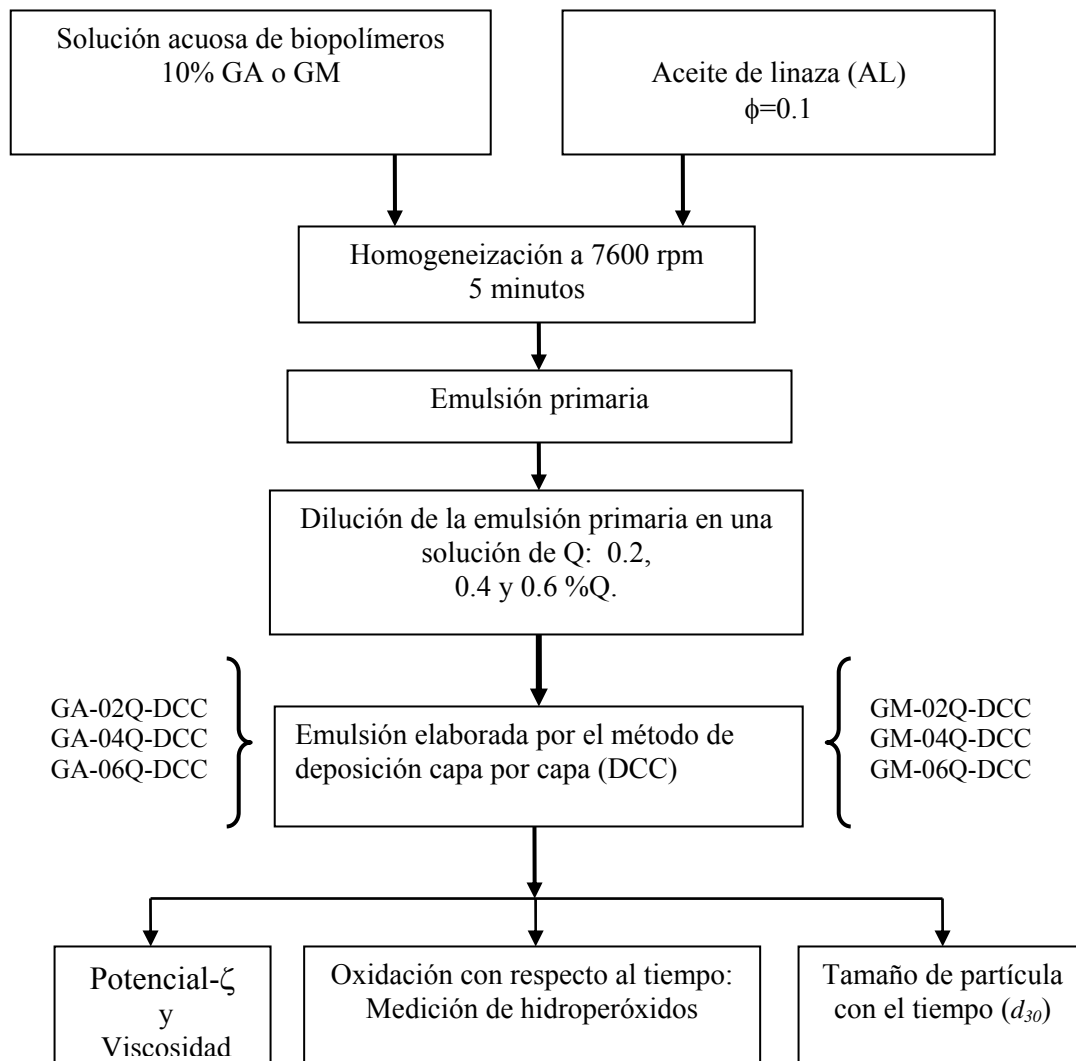 Solución acuosa de biopolímeros
10% GA o GM
Aceite de linaza (AL)
ϕ=0.1
Homogeneización a 7600 rpm
5 minutos
Emulsión primaria
Dilución de la emulsión primaria en una
solución de Q:  0.2,
0.4 y 0.6 %Q.
GA-02Q-DCC
GA-04Q-DCC
GA-06Q-DCC
Emulsión elaborada por el método de
deposición capa por capa (DCC)
GM-02Q-DCC
GM-04Q-DCC
GM-06Q-DCC
Potencial-ζ
y
Viscosidad
Oxidación con respecto al tiempo:
Medición de hidroperóxidos
Tamaño de partícula
con el tiempo (d30)